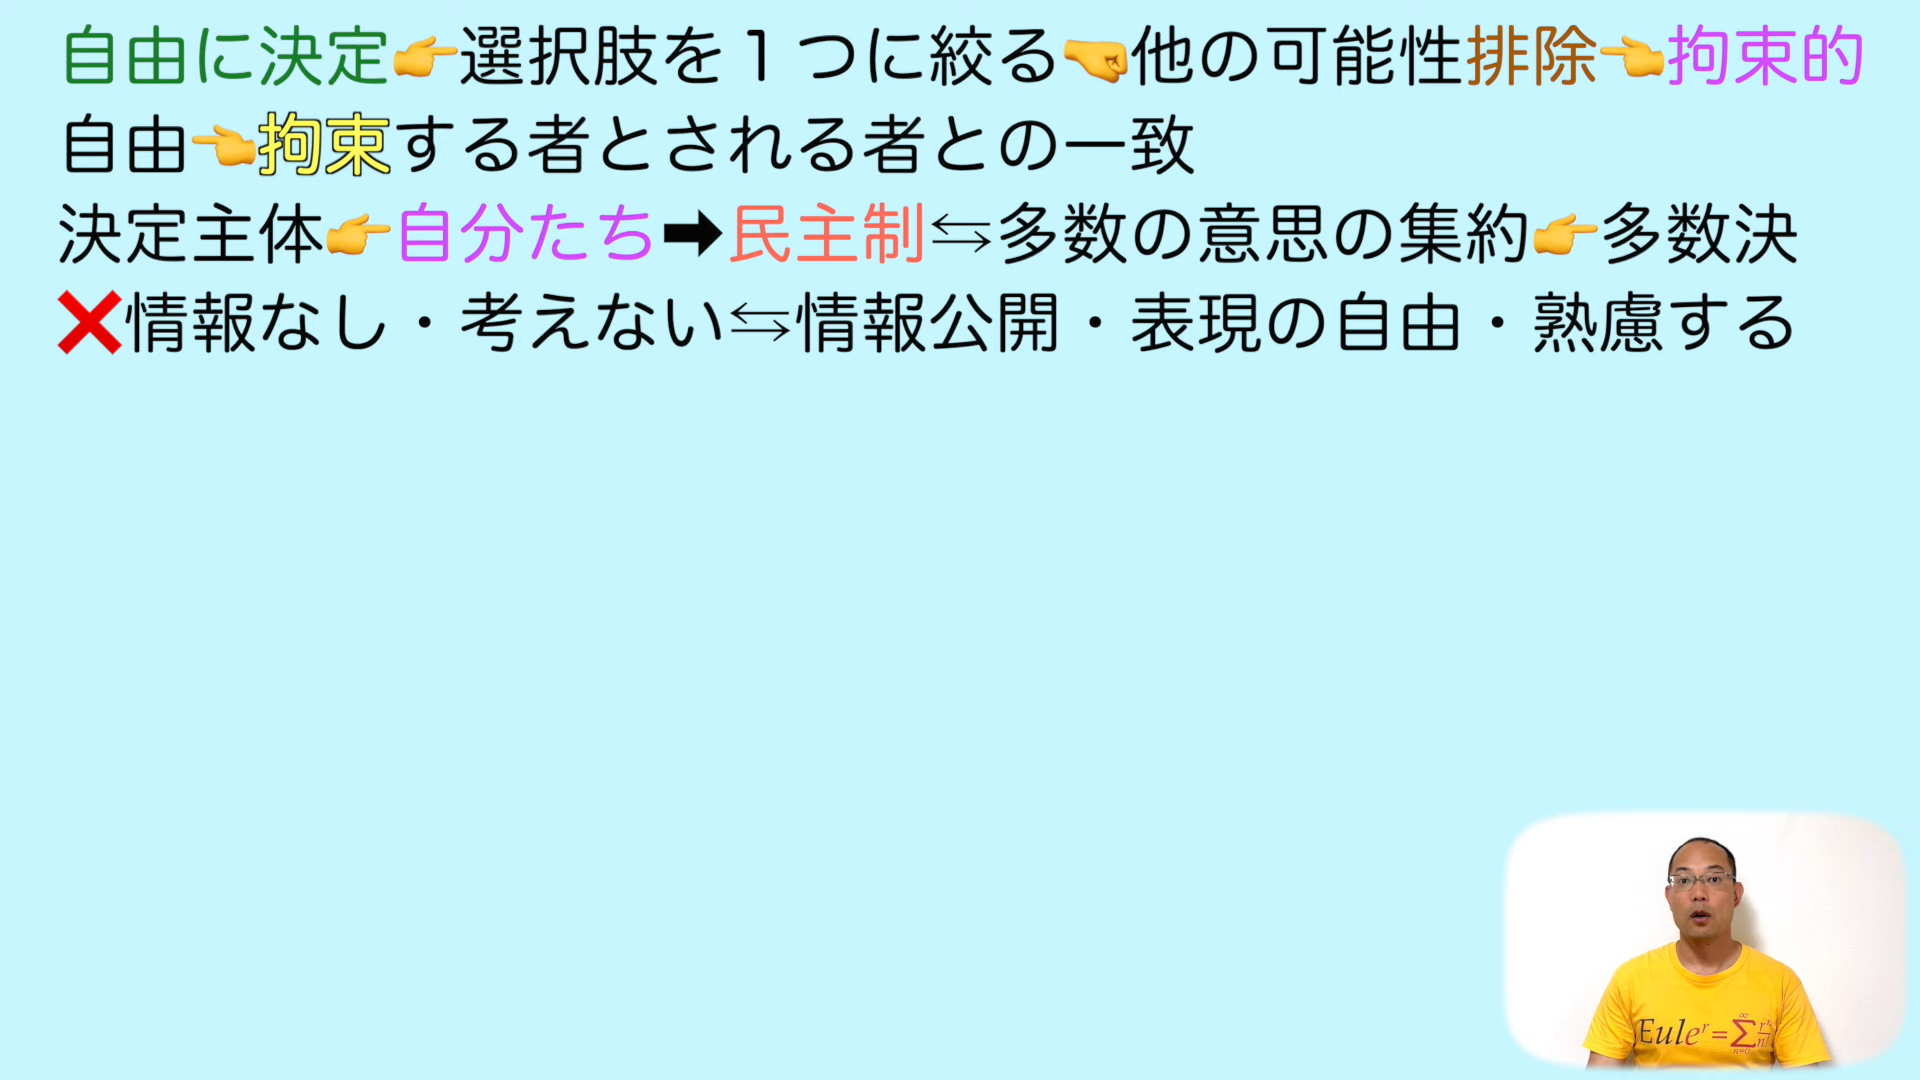 自由に決定👉選択肢を１つに絞る🤜他の可能性排除👈拘束的
自由👈拘束する者とされる者との一致
決定主体👉自分たち➡民主制⇆多数の意思の集約👉多数決
❌情報なし・考えない⇆情報公開・表現の自由・熟慮する